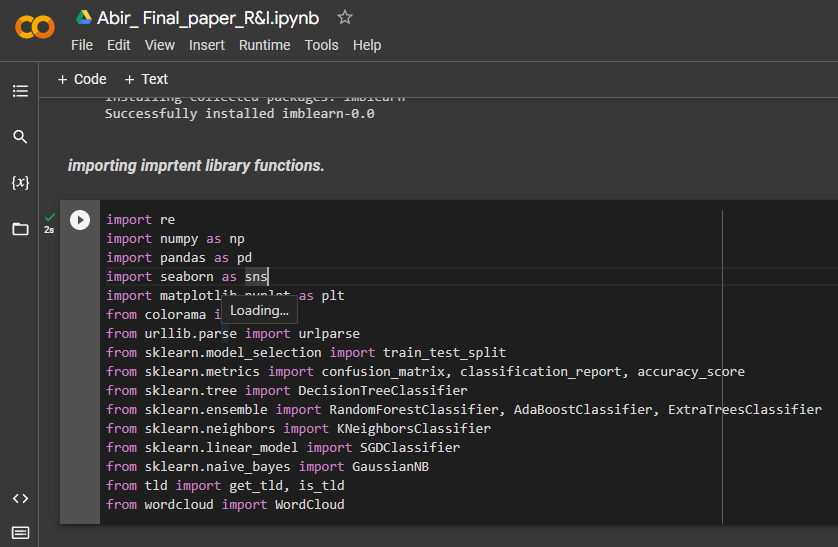 Abir_ Final_paper_R&I.ipynb
File Edit View Insert Runtime Tools Help
+ Code + Text
Installing collected packages: imblearn
Successfully installed imblearn-0.0
importing imprtent library functions.
2s
import re
import numpy as np
import pandas as pd
import seaborn as sns
import matplotlib.pyplot as plt
from colorama i
Loading...
from urllib.parse import urlparse
from sklearn.model_selection import train_test_split
from sklearn.metrics import confusion_matrix, classification_report, accuracy_score
from sklearn.tree import DecisionTreeClassifier
from sklearn.ensemble import RandomForestClassifier, AdaBoostClassifier, ExtraTreesClassifier
from sklearn.neighbors import KNeighborsClassifier
from sklearn.linear_model import SGDClassifier
from sklearn.naive_bayes import GaussianNB
from tld import get_tld, is_tld
from wordcloud import WordCloud